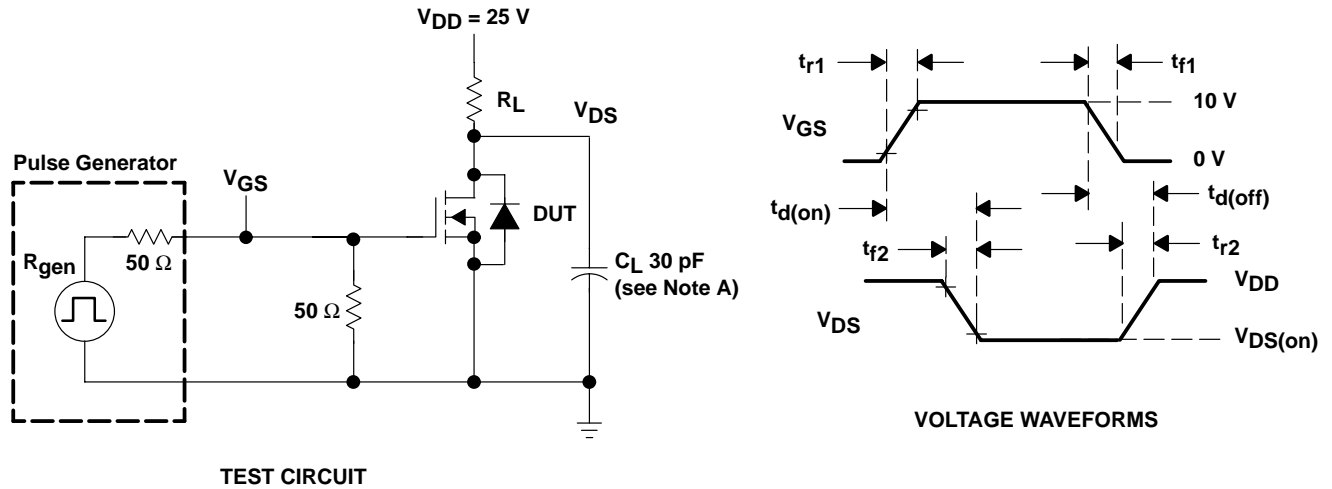 VDD = 25 V
RL
VDS
Pulse Generator
VGS
Rgen
50 Ω
50 Ω
DUT
CL 30 pF
(see Note A)
TEST CIRCUIT
tr1
tf1
VGS
10 V
0 V
td(on)
td(off)
tf2
tr2
VDS
VDD
VDS(on)
VOLTAGE WAVEFORMS